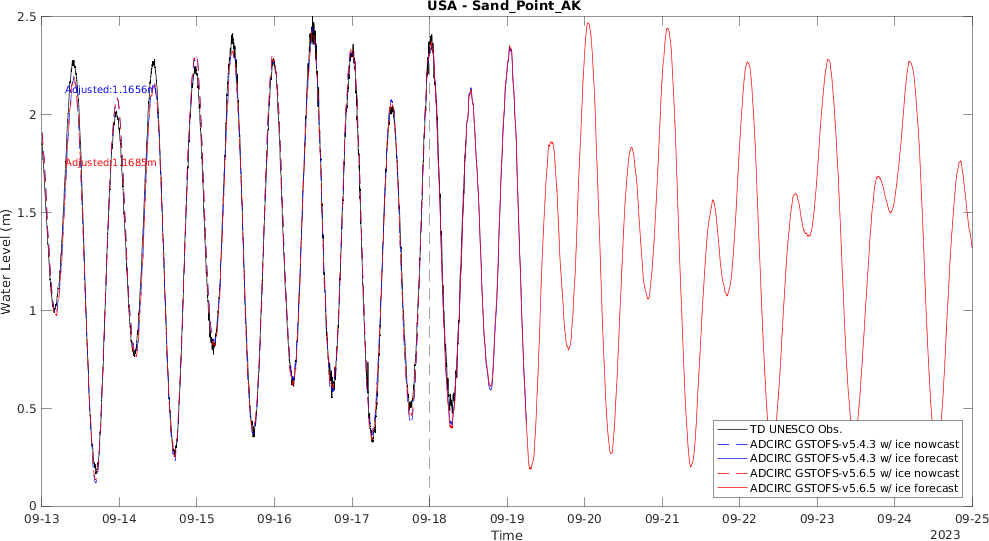 USA - Sand_Point_AK
2.5
2
1.5
1
0.5
0
Water Level (m)
Adjusted:1.1656m
Adjusted:1.1685m
TD UNESCO Obs.
ADCIRC GSTOFS-v5.4.3 w/ ice nowcast
ADCIRC GSTOFS-v5.4.3 w/ ice forecast
ADCIRC GSTOFS-v5.6.5 w/ ice nowcast
ADCIRC GSTOFS-v5.6.5 w/ ice forecast
09-13 09-14 09-15 09-16 09-17 09-18 09-19 09-20 09-21 09-22 09-23 09-24 09-25
Time
2023